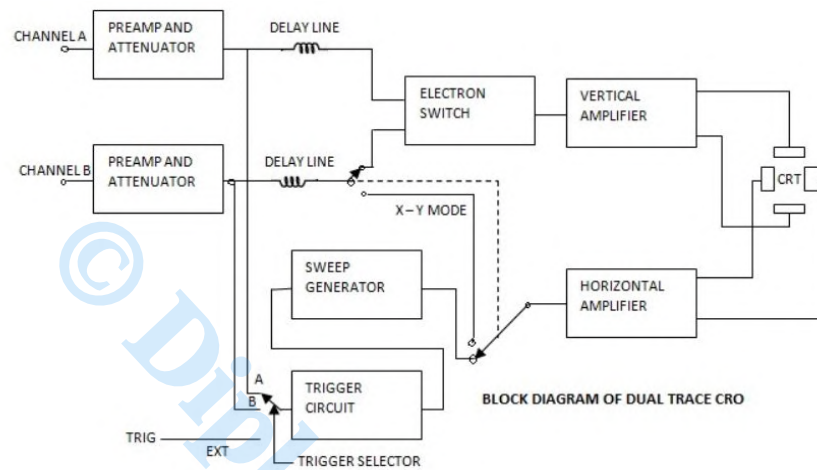 CHANNEL A
PREAMP AND
ATTENUATOR
DELAY LINE
ELECTRON
SWITCH
VERTICAL
AMPLIFIER
CHANNEL B
PREAMP AND
ATTENUATOR
DELAY LINE
CRT
X – Y MODE
SWEEP
GENERATOR
HORIZONTAL
AMPLIFIER
A
B
TRIGGER
CIRCUIT
BLOCK DIAGRAM OF DUAL TRACE CRO
TRIG
EXT
TRIGGER SELECTOR